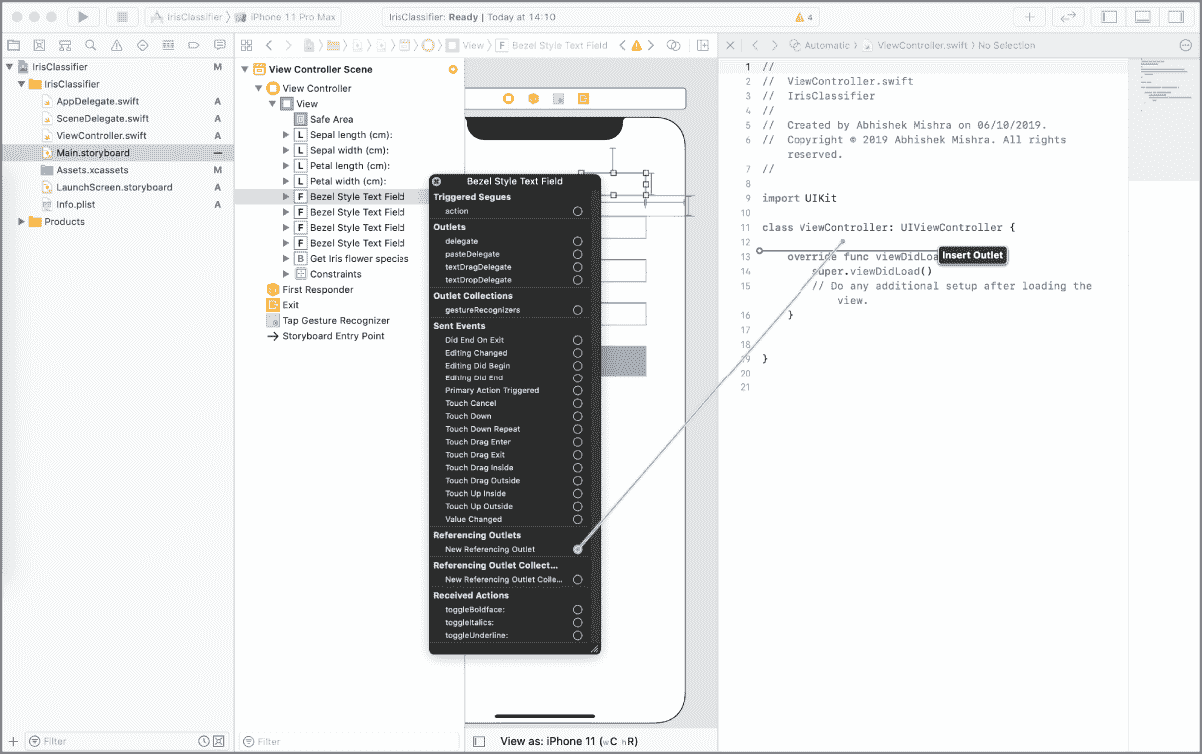 IrisClassifier
iPhone 11 Pro Max
IrisClassifier: Ready | Today at 14:10
4
View
F Bezel Style Text Field
Automatic
ViewController.swift
No Selection
IrisClassifier M
IrisClassifier
AppDelegate.swift A
SceneDelegate.swift A
ViewController.swift A
Main.storyboard
Assets.xcassets M
LaunchScreen.storyboard A
Info.plist A
Products
View Controller Scene
View Controller
View
Safe Area
L Sepal length (cm):
L Sepal width (cm):
L Petal length (cm):
L Petal width (cm):
F Bezel Style Text Field
F Bezel Style Text Field
F Bezel Style Text Field
F Bezel Style Text Field
B Get Iris flower species
Constraints
First Responder
Exit
Tap Gesture Recognizer
Storyboard Entry Point
Bezel Style Text Field
Triggered Segues
action
Outlets
delegate
pasteDelegate
textDragDelegate
textDropDelegate
Outlet Collections
gestureRecognizers
Sent Events
Did End On Exit
Editing Changed
Editing Did Begin
Editing Did End
Primary Action Triggered
Touch Cancel
Touch Down
Touch Down Repeat
Touch Drag Enter
Touch Drag Exit
Touch Drag Inside
Touch Drag Outside
Touch Up Inside
Touch Up Outside
Value Changed
Referencing Outlets
New Referencing Outlet
Referencing Outlet Collect...
New Referencing Outlet Colle...
Received Actions
toggleBoldface:
toggleItalics:
toggleUnderline:
1 //
2 // ViewController.swift
3 // IrisClassifier
4 //
5 // Created by Abhishek Mishra on 06/10/2019.
6 // Copyright © 2019 Abhishek Mishra. All rights
reserved.
7 //
8
9 import UIKit
10
11 class ViewController: UIViewController {
12
13 override func viewDidLoa
Insert Outlet
14 super.viewDidLoad()
15 // Do any additional setup after loading the
view.
16 }
17
18
19 }
20
21
Filter
Filter
View as: iPhone 11 (wC hR)